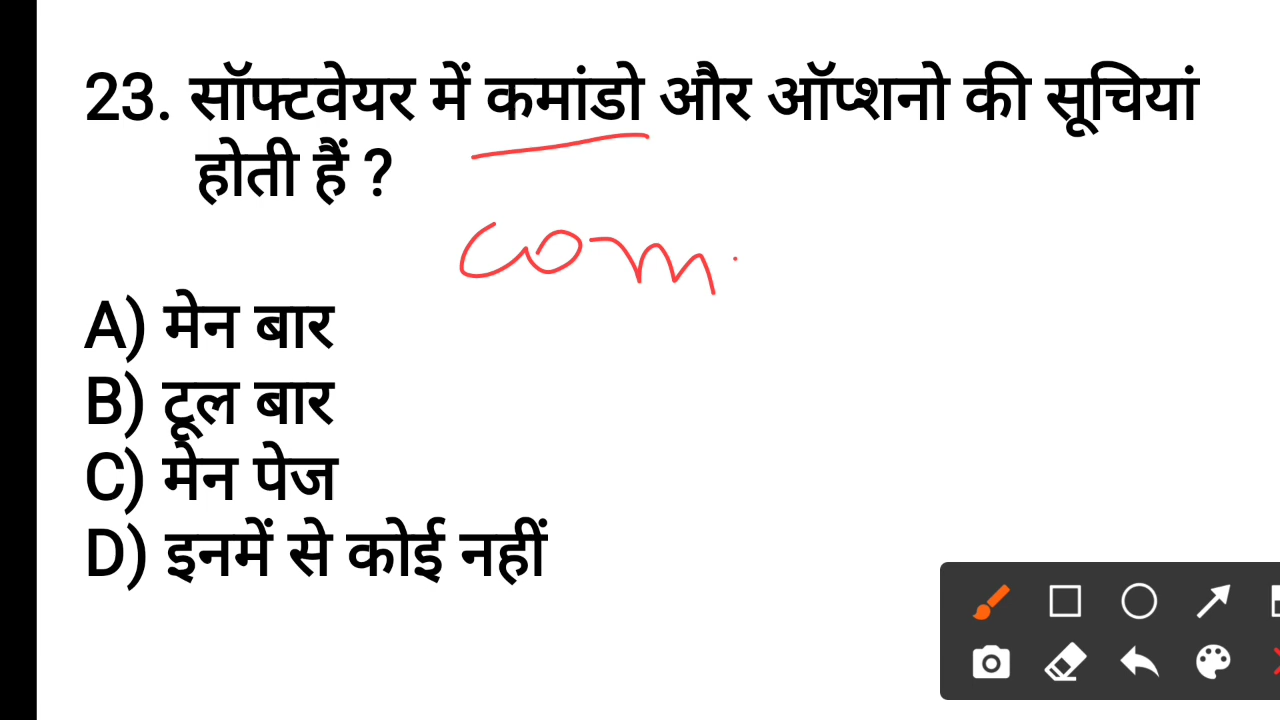 23. सॉफ्टवेयर में कमांडो और ऑप्शनो की सूचियां
होती हैं ?
com
A) मेन बार
B) टूल बार
C) मेन पेज
D) इनमें से कोई नहीं